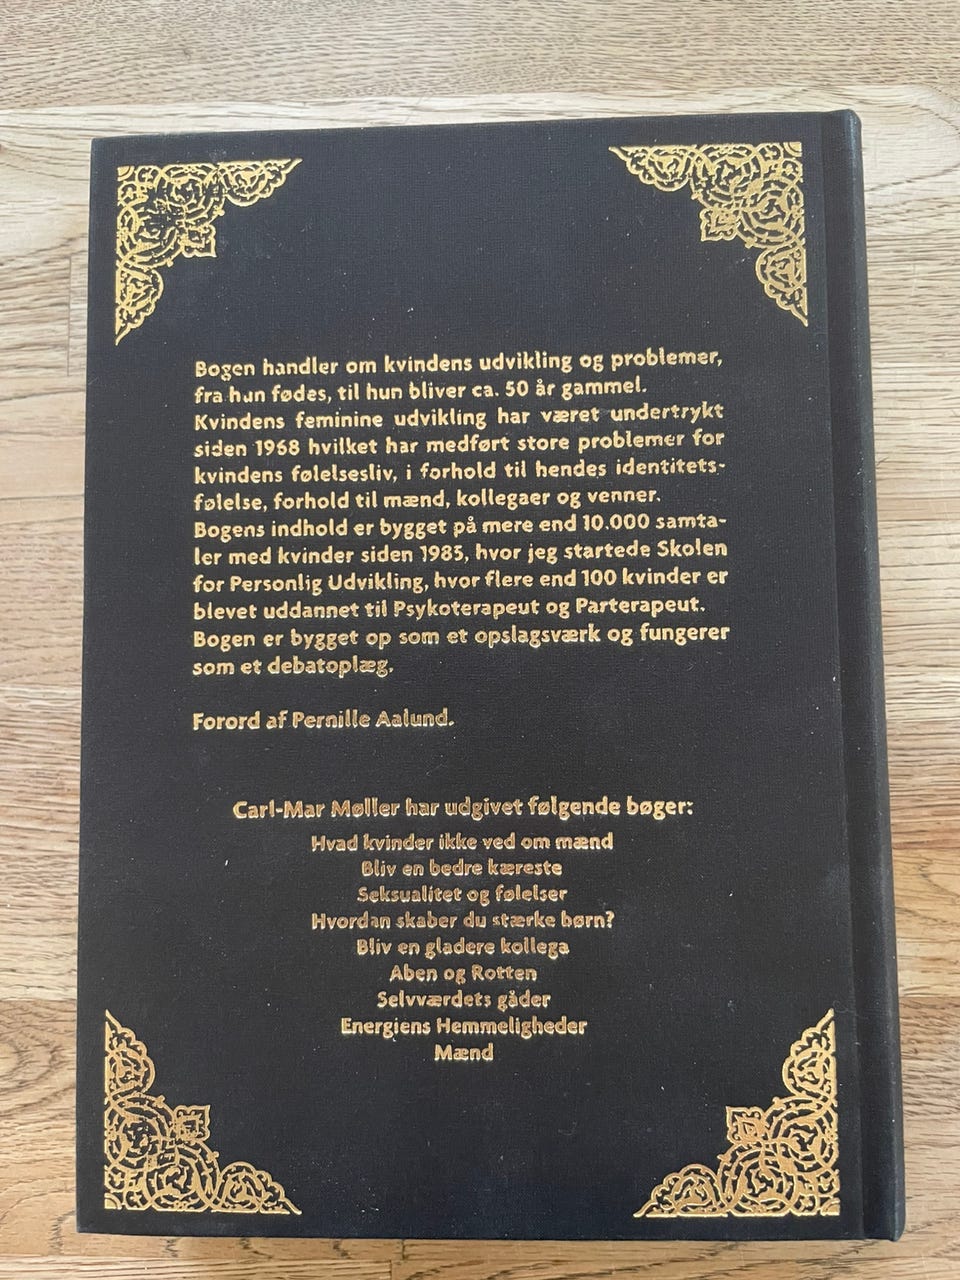 Bogen handler om kvindens udvikling og problemer,
fra hun fødes, til hun bliver ca. 50 år gammel.
Kvindens feminine udvikling har været undertrykt
siden 1968 hvilket har medført store problemer for
kvindens følelsesliv, i forhold til hendes identitets-
følelse, forhold til mænd, kollegaer og venner.
Bogens indhold er bygget på mere end 10.000 samta-
ler med kvinder siden 1985, hvor jeg startede Skolen
for Personlig Udvikling, hvor flere end 100 kvinder er
blevet uddannet til Psykoterapeut og Parterapeut.
Bogen er bygget op som et opslagsværk og fungerer
som et debatoplæg.
Forord af Pernille Aalund.
Carl-Mar Møller har udgivet følgende bøger:
Hvad kvinder ikke ved om mænd
Bliv en bedre kæreste
Seksualitet og følelser
Hvordan skaber du stærke børn?
Bliv en gladere kollega
Aben og Rotten
Selvværdets gåder
Energiens Hemmeligheder
Mænd